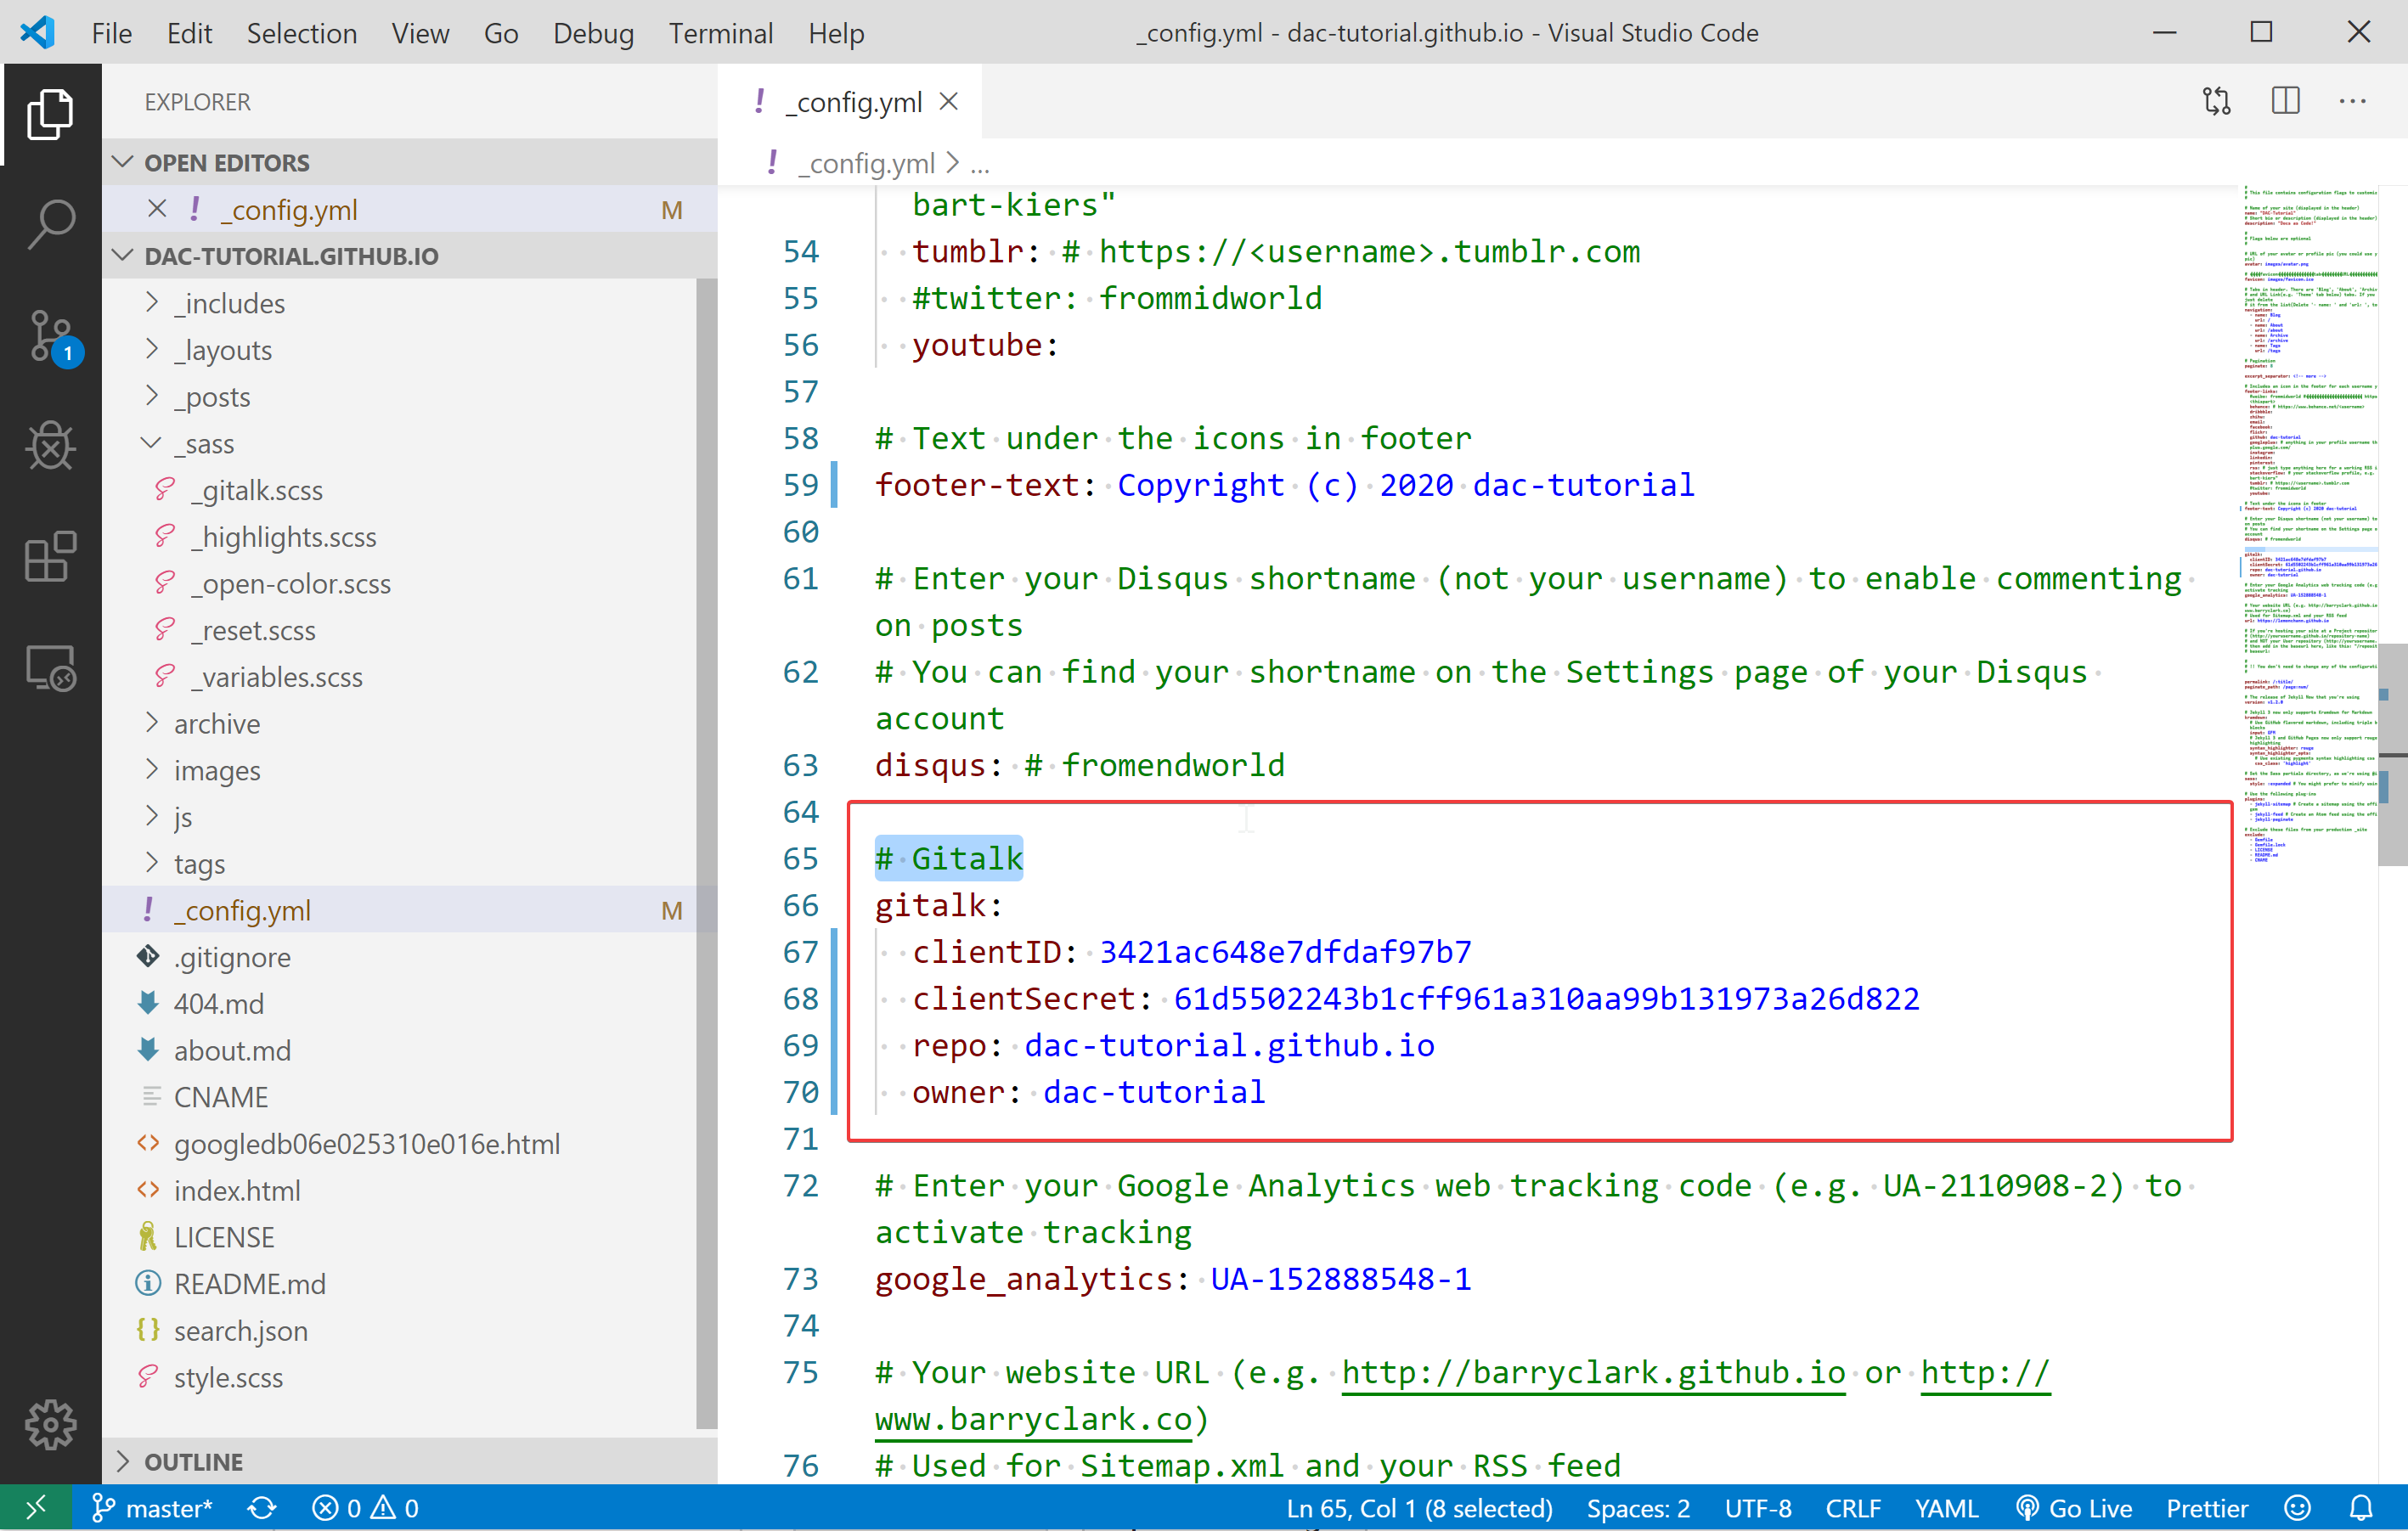 File Edit Selection View Go Debug Terminal Help
_config.yml - dac-tutorial.github.io - Visual Studio Code
EXPLORER
OPEN EDITORS
_config.yml M
DAC-TUTORIAL.GITHUB.IO
_includes
_layouts
_posts
_sass
_gitalk.scss
_highlights.scss
_open-color.scss
_reset.scss
_variables.scss
archive
images
js
tags
_config.yml M
.gitignore
404.md
about.md
CNAME
googledb06e025310e016e.html
index.html
LICENSE
README.md
search.json
style.scss
OUTLINE
1
! _config.yml
! _config.yml > ...
bart-kiers"
54 tumblr: # https://<username>.tumblr.com
55 #twitter: frommidworld
56 youtube:
57
58 # Text under the icons in footer
59 footer-text: Copyright (c) 2020 dac-tutorial
60
61 # Enter your Disqus shortname (not your username) to enable commenting
on posts
62 # You can find your shortname on the Settings page of your Disqus
account
63 disqus: # fromendworld
64
65 # Gitalk
66 gitalk:
67 clientID: 3421ac648e7dfdaf97b7
68 clientSecret: 61d5502243b1cff961a310aa99b131973a26d822
69 repo: dac-tutorial.github.io
70 owner: dac-tutorial
71
72 # Enter your Google Analytics web tracking code (e.g. UA-2110908-2) to
activate tracking
73 google_analytics: UA-152888548-1
74
75 # Your website URL (e.g. http://barryclark.github.io or http://
www.barryclark.co)
76 # Used for Sitemap.xml and your RSS feed
master* 0 0
Ln 65, Col 1 (8 selected) Spaces: 2 UTF-8 CRLF YAML Go Live Prettier